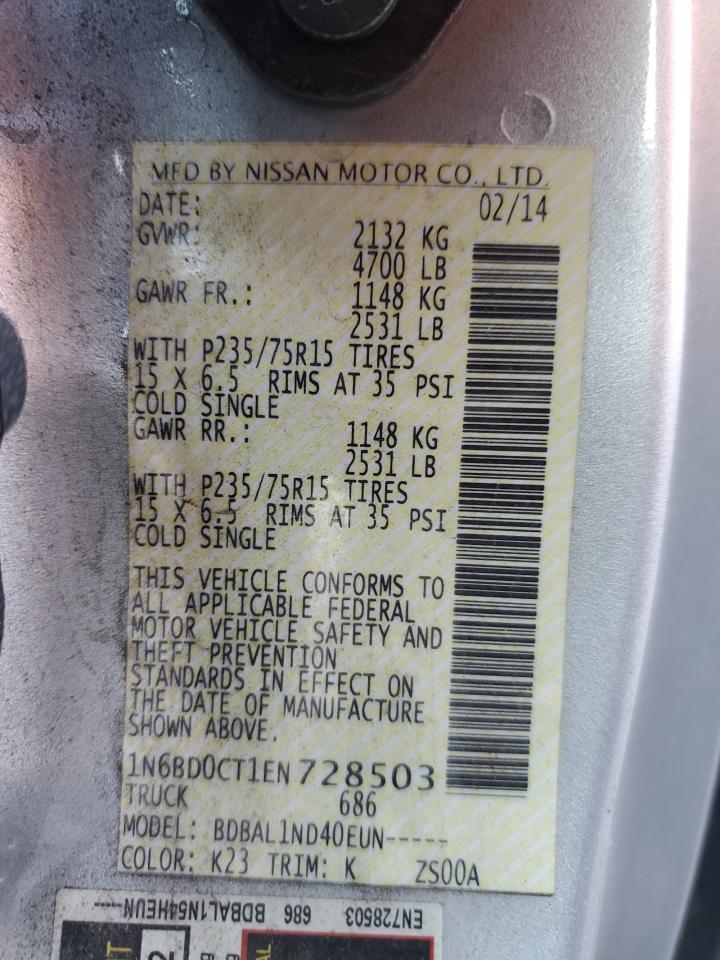 MFD BY NISSAN MOTOR CO., LTD.
DATE: 02/14
GVWR: 2132 KG
4700 LB
GAWR FR.: 1148 KG
2531 LB
WITH P235/75R15 TIRES
15 X 6.5 RIMS AT 35 PSI
COLD SINGLE
GAWR RR.: 1148 KG
2531 LB
WITH P235/75R15 TIRES
15 X 6.5 RIMS AT 35 PSI
COLD SINGLE
THIS VEHICLE CONFORMS TO
ALL APPLICABLE FEDERAL
MOTOR VEHICLE SAFETY AND
THEFT PREVENTION
STANDARDS IN EFFECT ON
THE DATE OF MANUFACTURE
SHOWN ABOVE.
1N6BD0CT1EN728503
TRUCK 686
MODEL: BDBAL1ND40EUN-----
COLOR: K23 TRIM: K ZS00A
EN728503 686 BDBAL1N54HEUN----